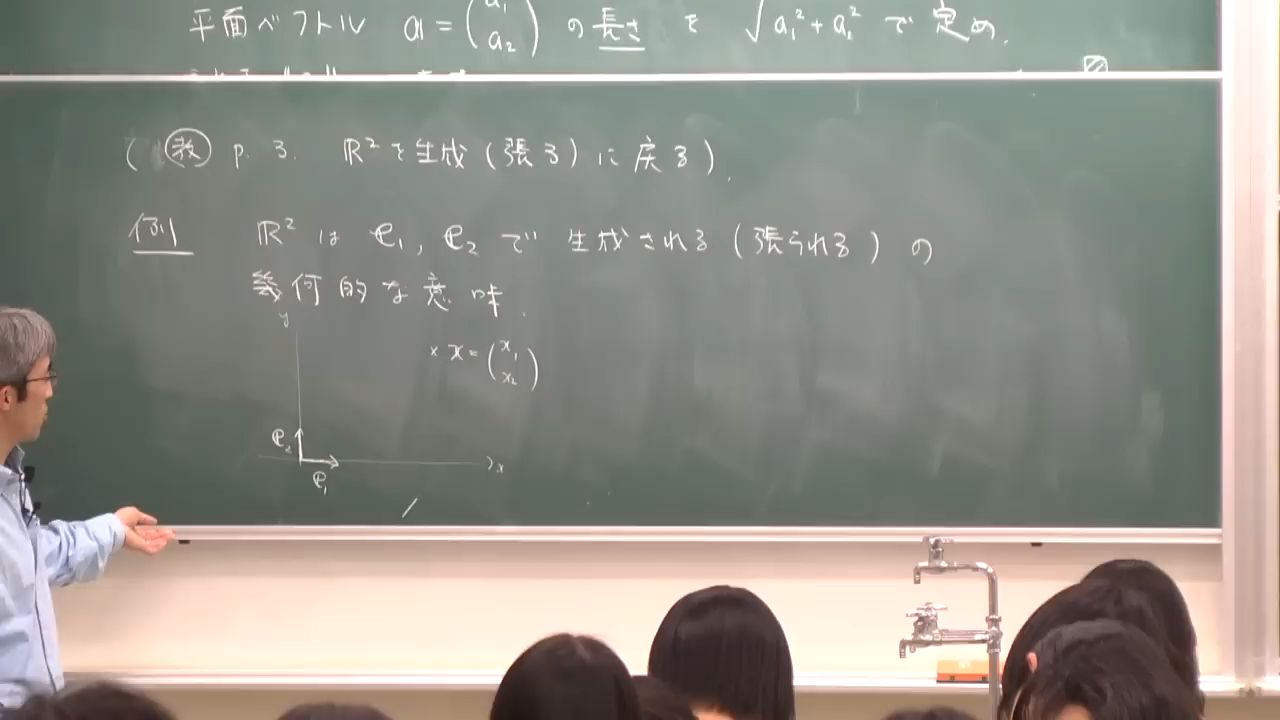 平面ベクトル 𝕒 = (a₁ a₂) の長さを √a₁²+a₂² で定め.
( 教 p. 3. ℝ²を生成(張る)に戻る).
例 ℝ² は 𝕖₁, 𝕖₂ で 生成される(張られる)の
幾何的な意味.
y
× 𝕩 = (x₁ x₂)
𝕖₂
x
𝕖₁